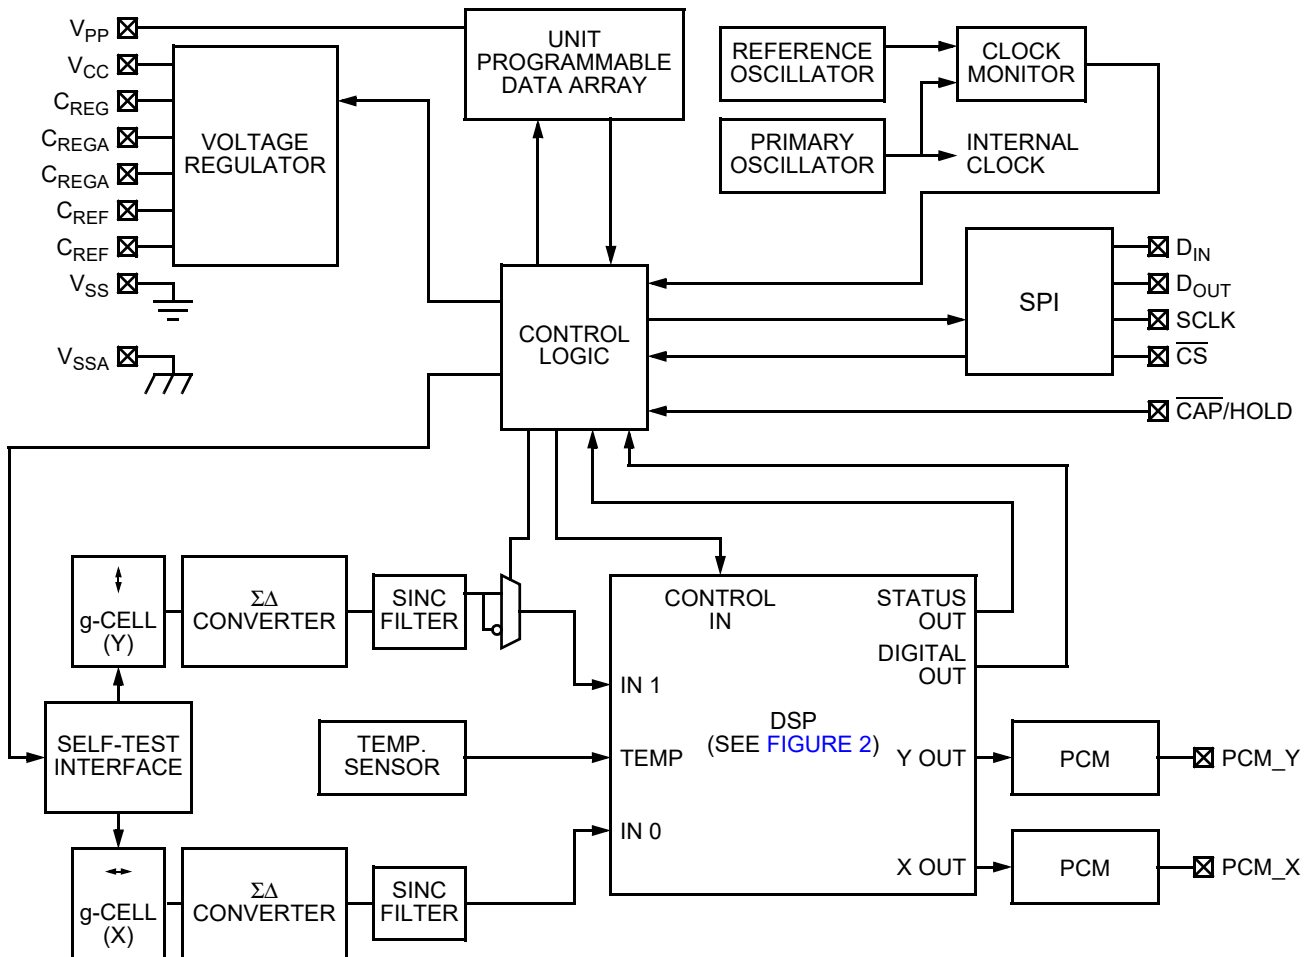 VPP
VCC
CREG
CREGA
CREGA
CREF
CREF
VSS
VSSA
VOLTAGE
REGULATOR
UNIT
PROGRAMMABLE
DATA ARRAY
REFERENCE
OSCILLATOR
CLOCK
MONITOR
PRIMARY
OSCILLATOR
INTERNAL
CLOCK
CONTROL
LOGIC
SPI
DIN
DOUT
SCLK
CS
CAP/HOLD
g-CELL
(Y)
ΣΔ
CONVERTER
SINC
FILTER
SELF-TEST
INTERFACE
TEMP.
SENSOR
g-CELL
(X)
ΣΔ
CONVERTER
SINC
FILTER
CONTROL
IN
STATUS
OUT
DIGITAL
OUT
IN 1
DSP
(SEE FIGURE 2)
TEMP
Y OUT
IN 0
X OUT
PCM
PCM_Y
PCM
PCM_X